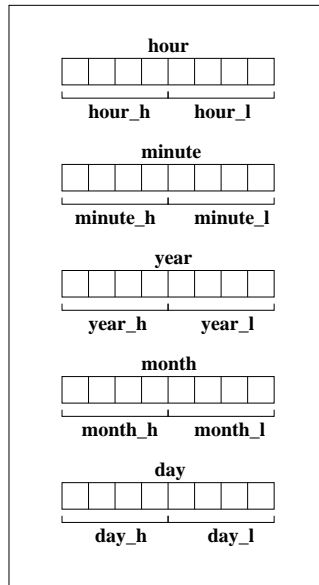 hour
hour_h hour_l
minute
minute_h minute_l
year
year_h year_l
month
month_h month_l
day
day_h day_l